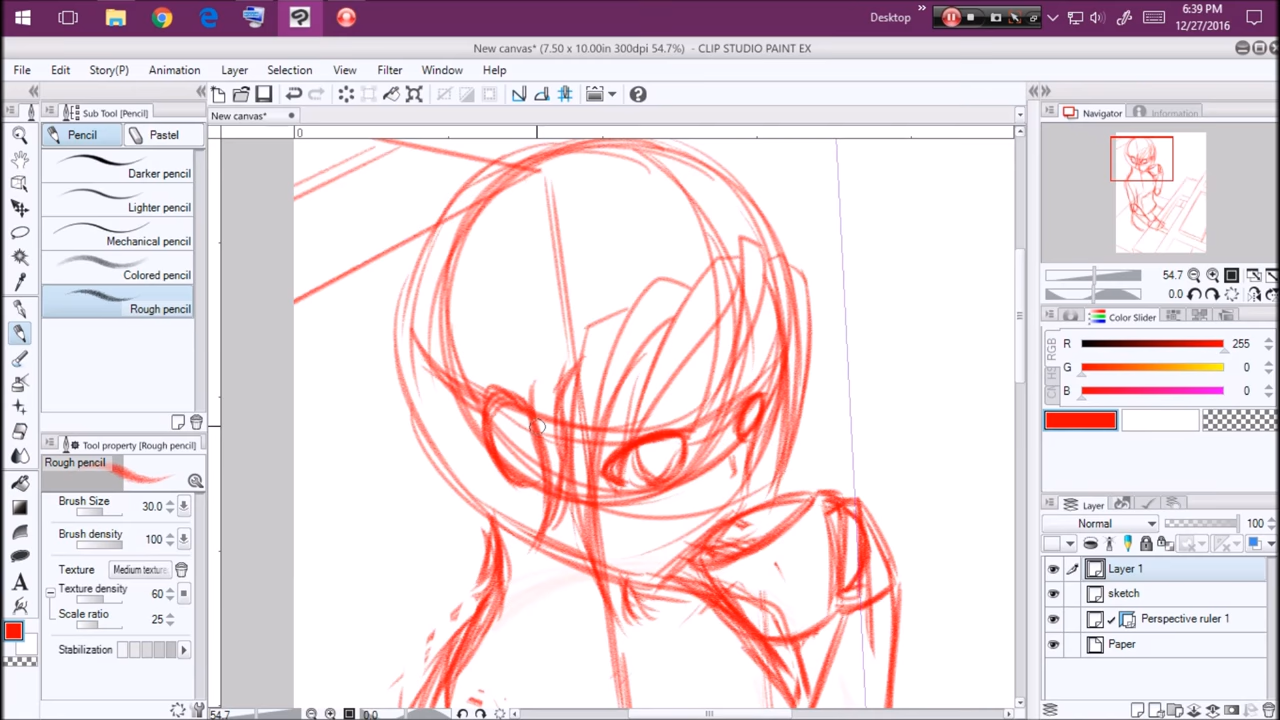 Desktop
»
6:39 PM
12/27/2016
New canvas* (7.50 x 10.00in 300dpi 54.7%) - CLIP STUDIO PAINT EX
File Edit Story(P) Animation Layer Selection View Filter Window Help
Sub Tool [Pencil]
Pencil Pastel
Darker pencil
Lighter pencil
Mechanical pencil
Colored pencil
Rough pencil
Tool property [Rough pencil]
Rough pencil
Brush Size 30.0
Brush density 100
Texture Medium texture
Texture density 60
Scale ratio 25
Stabilization
New canvas*
0
54.7
0.0
Navigator Information
54.7
0.0
Color Slider
RGB
R 255
G 0
B 0
Layer
Normal 100
Layer 1
sketch
Perspective ruler 1
Paper